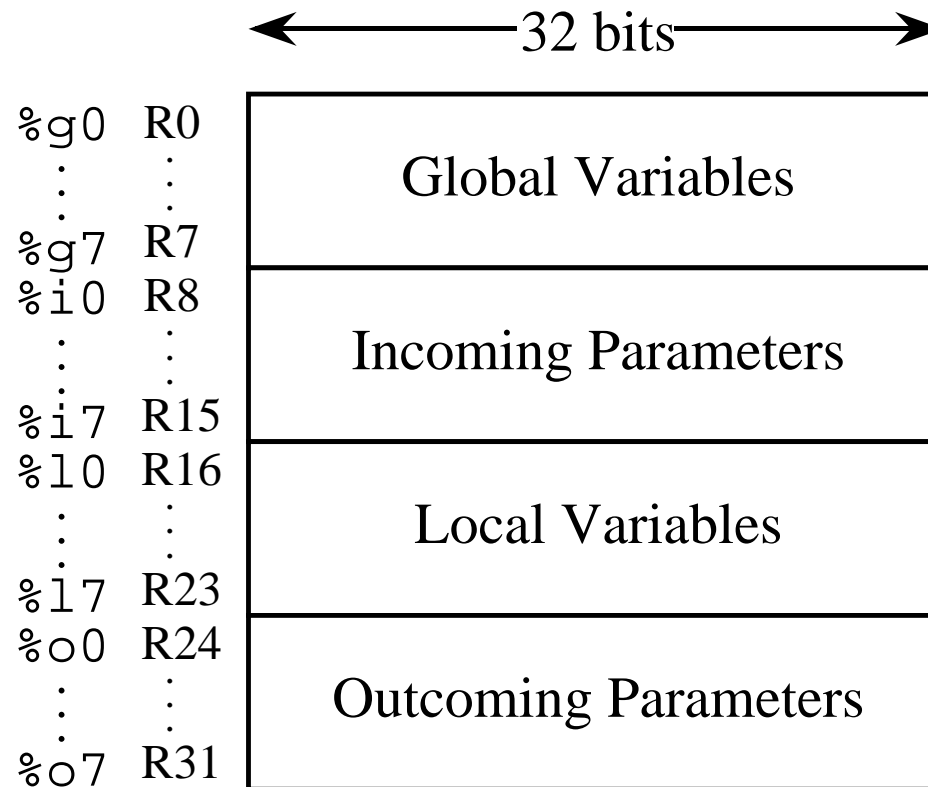 32 bits
%g0 R0
Global Variables
%g7 R7
%i0 R8
Incoming Parameters
%i7 R15
%l0 R16
Local Variables
%l7 R23
%o0 R24
Outcoming Parameters
%o7 R31